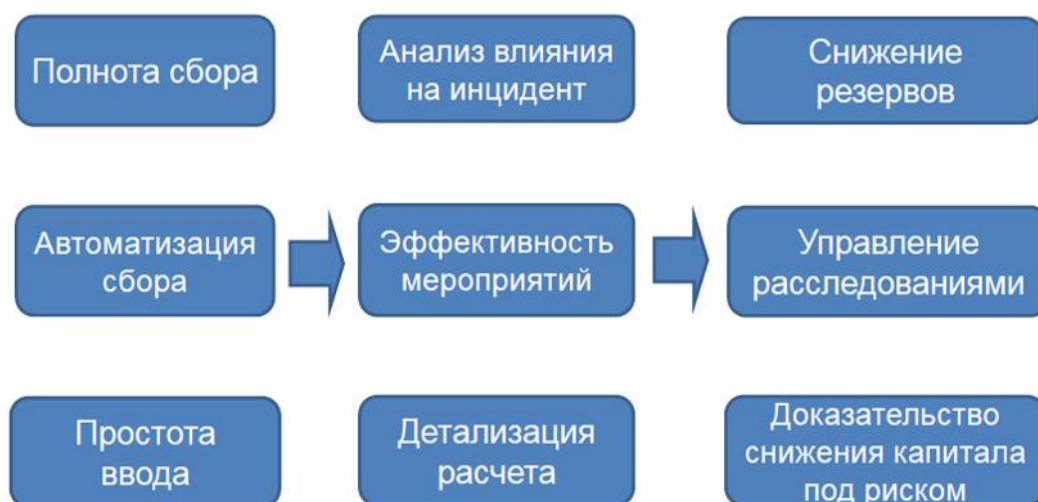 Полнота сбора
Анализ влияния
на инцидент
Снижение
резервов
Автоматизация
сбора
Эффективность
мероприятий
Управление
расследованиями
Простота
ввода
Детализация
расчета
Доказательство
снижения капитала
под риском